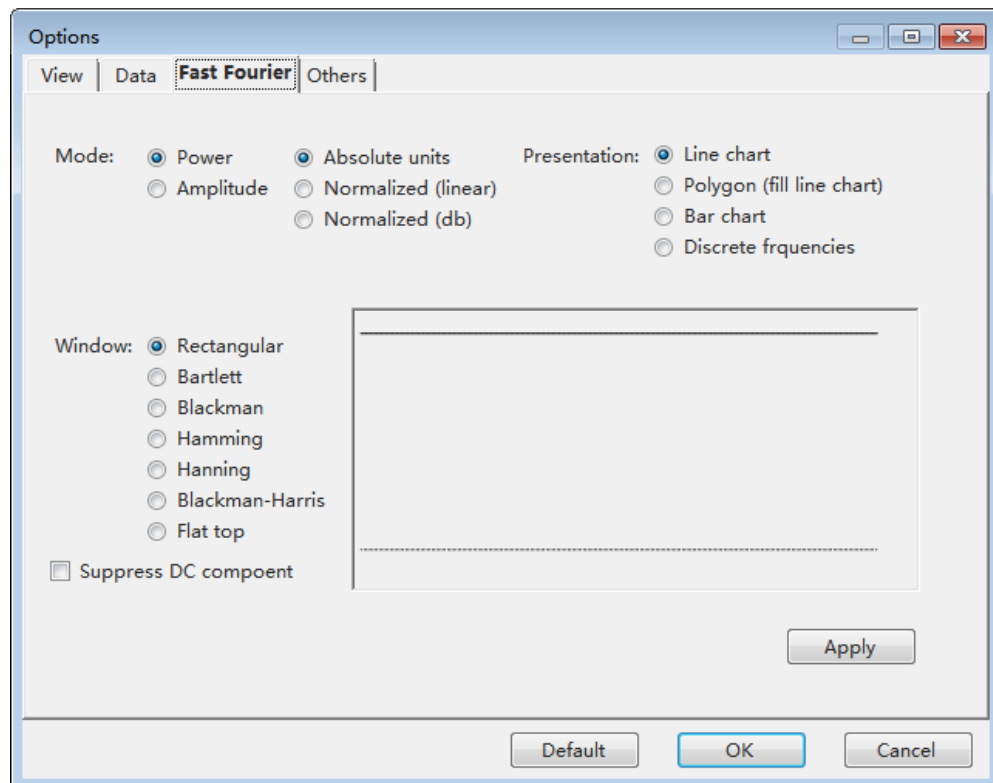 Options
View Data Fast Fourier Others
Mode: Power Absolute units Presentation: Line chart
Amplitude Normalized (linear) Polygon (fill line chart)
Normalized (db) Bar chart
Discrete frquencies
Window: Rectangular
Bartlett
Blackman
Hamming
Hanning
Blackman-Harris
Flat top
Suppress DC compoent
Apply
Default OK Cancel